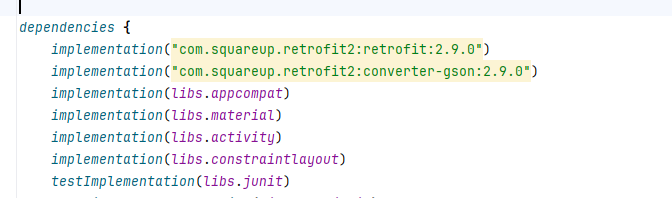 dependencies {
implementation("com.squareup.retrofit2:retrofit:2.9.0")
implementation("com.squareup.retrofit2:converter-gson:2.9.0")
implementation(libs.appcompat)
implementation(libs.material)
implementation(libs.activity)
implementation(libs.constraintlayout)
testImplementation(libs.junit)